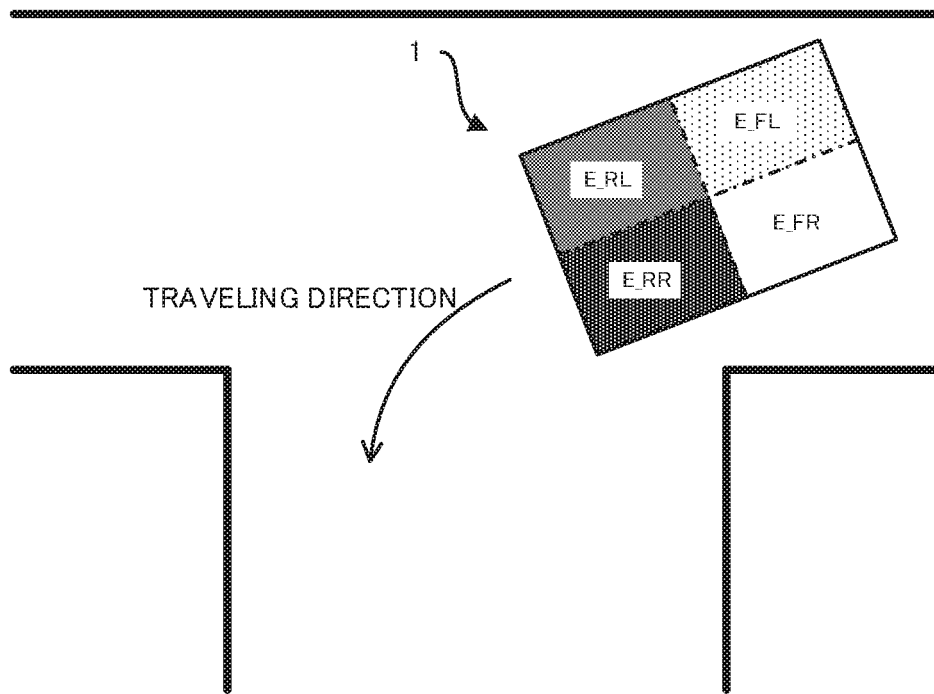 1
E_FL
E_RL
E_FR
E_RR
TRAVELING DIRECTION